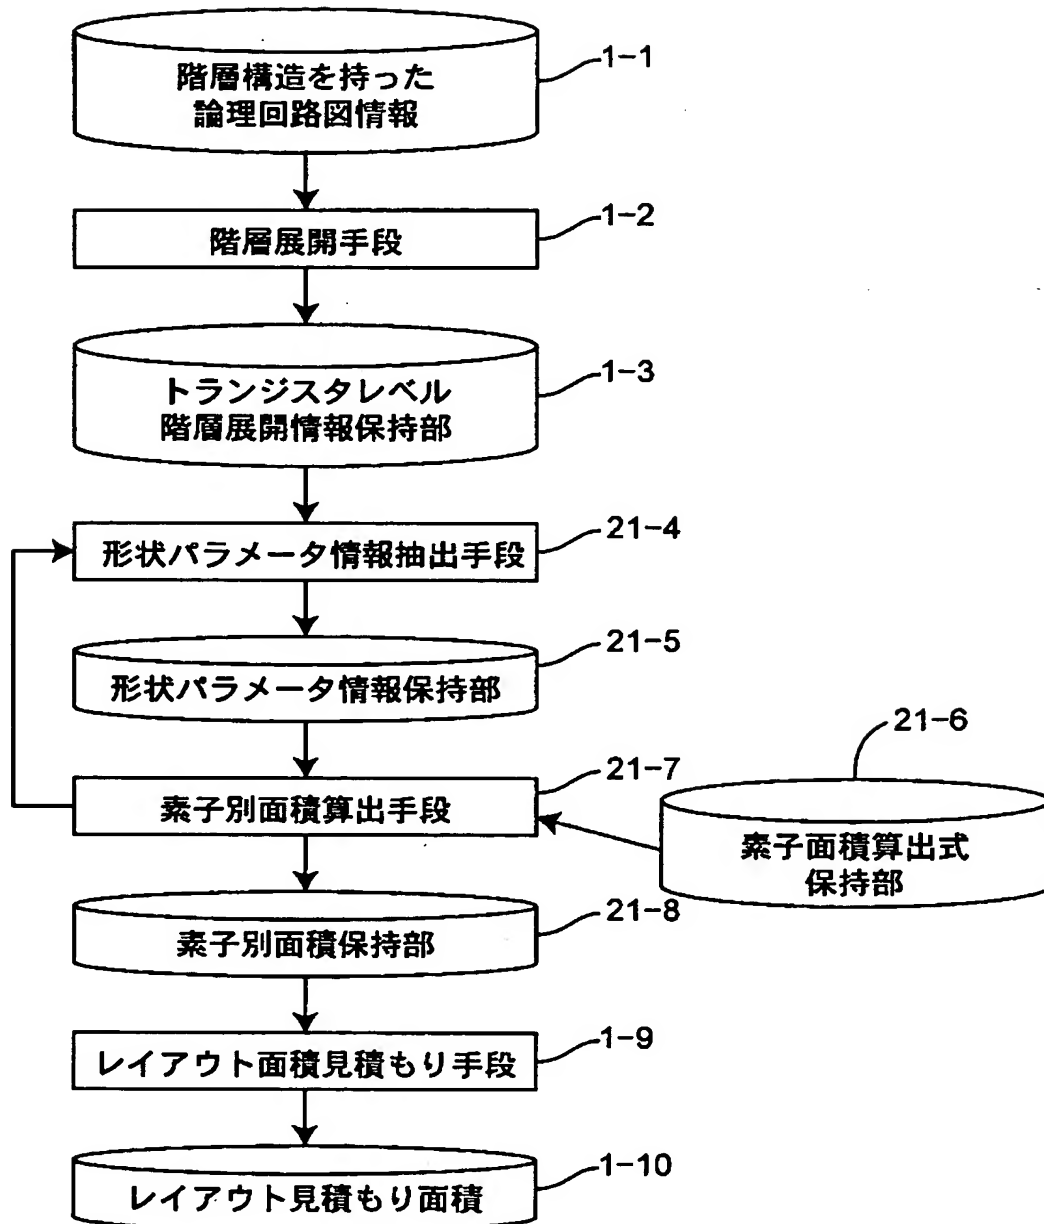 階層構造を持った
論理回路図情報
1-1
階層展開手段
1-2
トランジスタレベル
階層展開情報保持部
1-3
形状パラメータ情報抽出手段
21-4
形状パラメータ情報保持部
21-5
素子別面積算出手段
21-7
素子面積算出式
保持部
21-6
素子別面積保持部
21-8
レイアウト面積見積もり手段
1-9
レイアウト見積もり面積
1-10